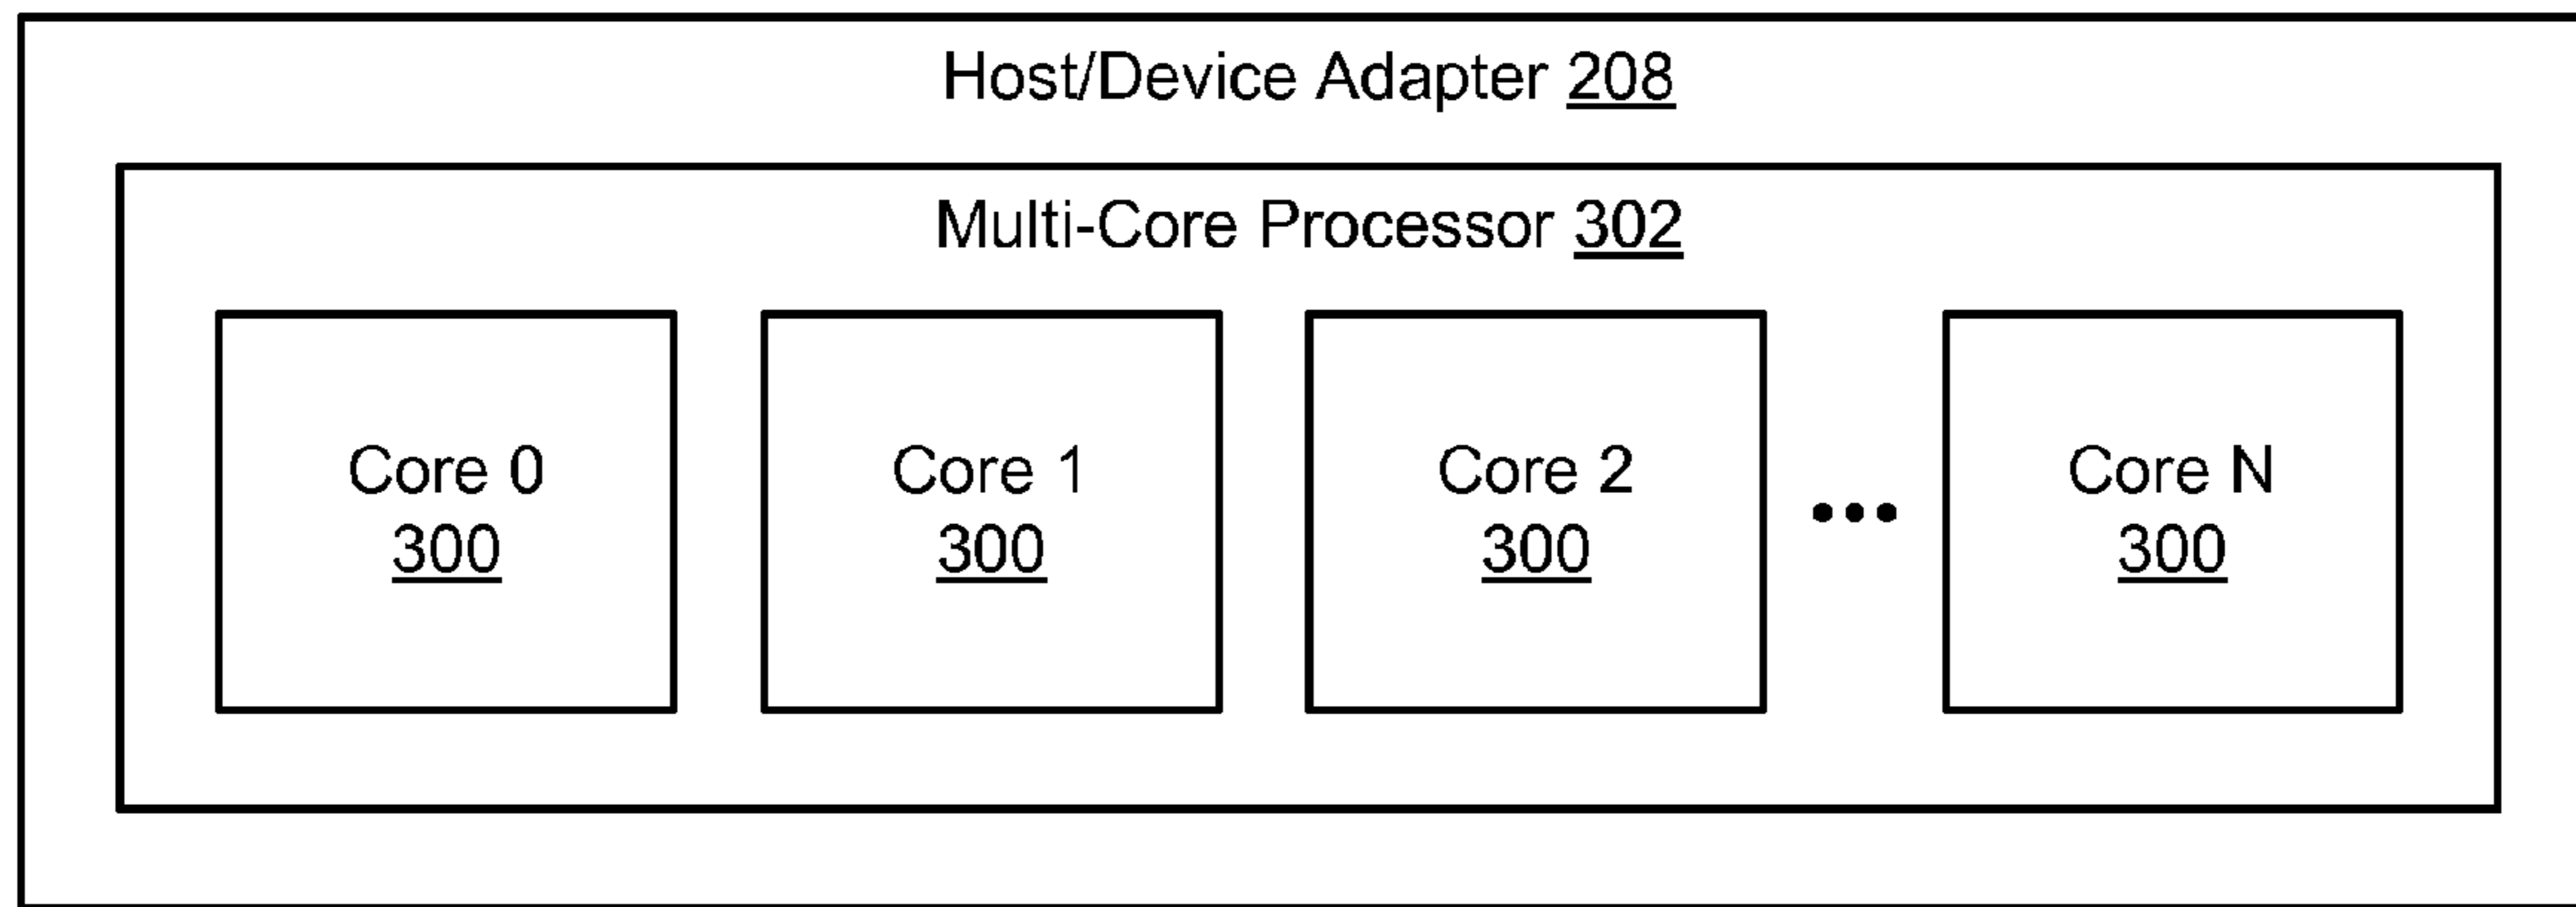 Host/Device Adapter 208
Multi-Core Processor 302
Core 0
300
Core 1
300
Core 2
300
...
Core N
300